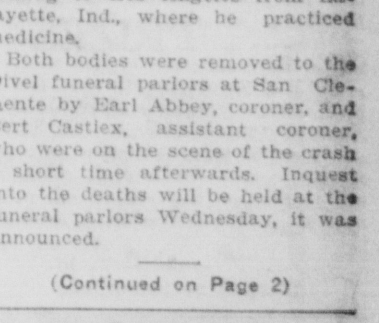 ayette, Ind., where he practiced
nedicine.
Both bodies were removed to the
ivel funeral parlors at San Cle-
nente by Earl Abbey, coroner, and
ert Castiex, assistant coroner,
ho were on the scene of the crash
short time afterwards. Inquest
nto the deaths will be held at the
uneral parlors Wednesday, it was
nnounced.
(Continued on Page 2)